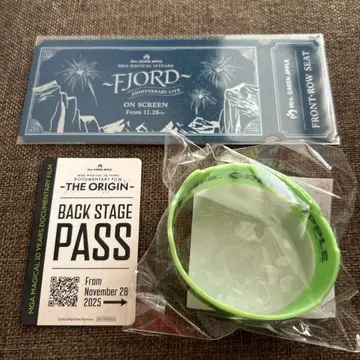 Mrs. GREEN APPLE
MGA MAGICAL 10 YEARS
-FJORD-
ANNIVERSARY LIVE
ON SCREEN
From 11.28
Mrs. GREEN APPLE
FRONT-ROW SEAT
MGA MAGICAL 10 YEARS DOCUMENTARY FILM
Mrs. GREEN APPLE
MGA MAGICAL 10 YEARS
DOCUMENTARY FILM
-THE ORIGIN-
BACK STAGE
PASS
From
November 28
2025
APPLE